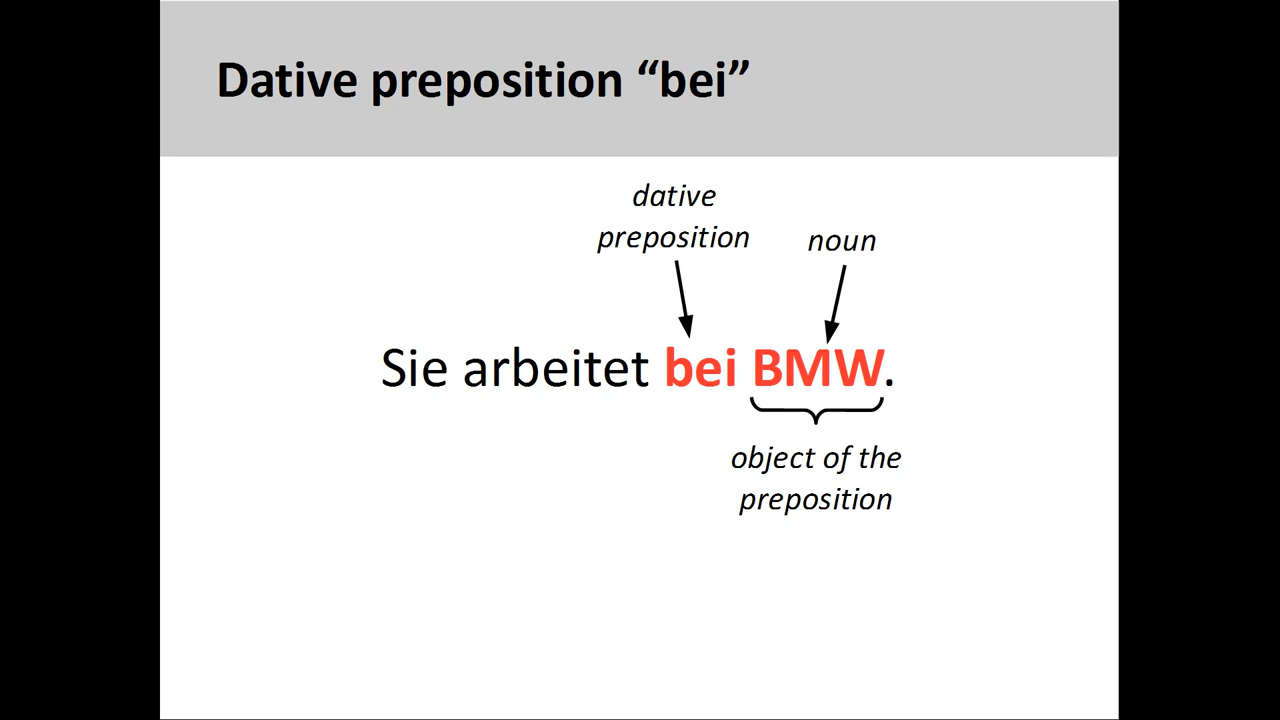 Dative preposition “bei”
dative
preposition
noun
Sie arbeitet bei BMW.
object of the
preposition